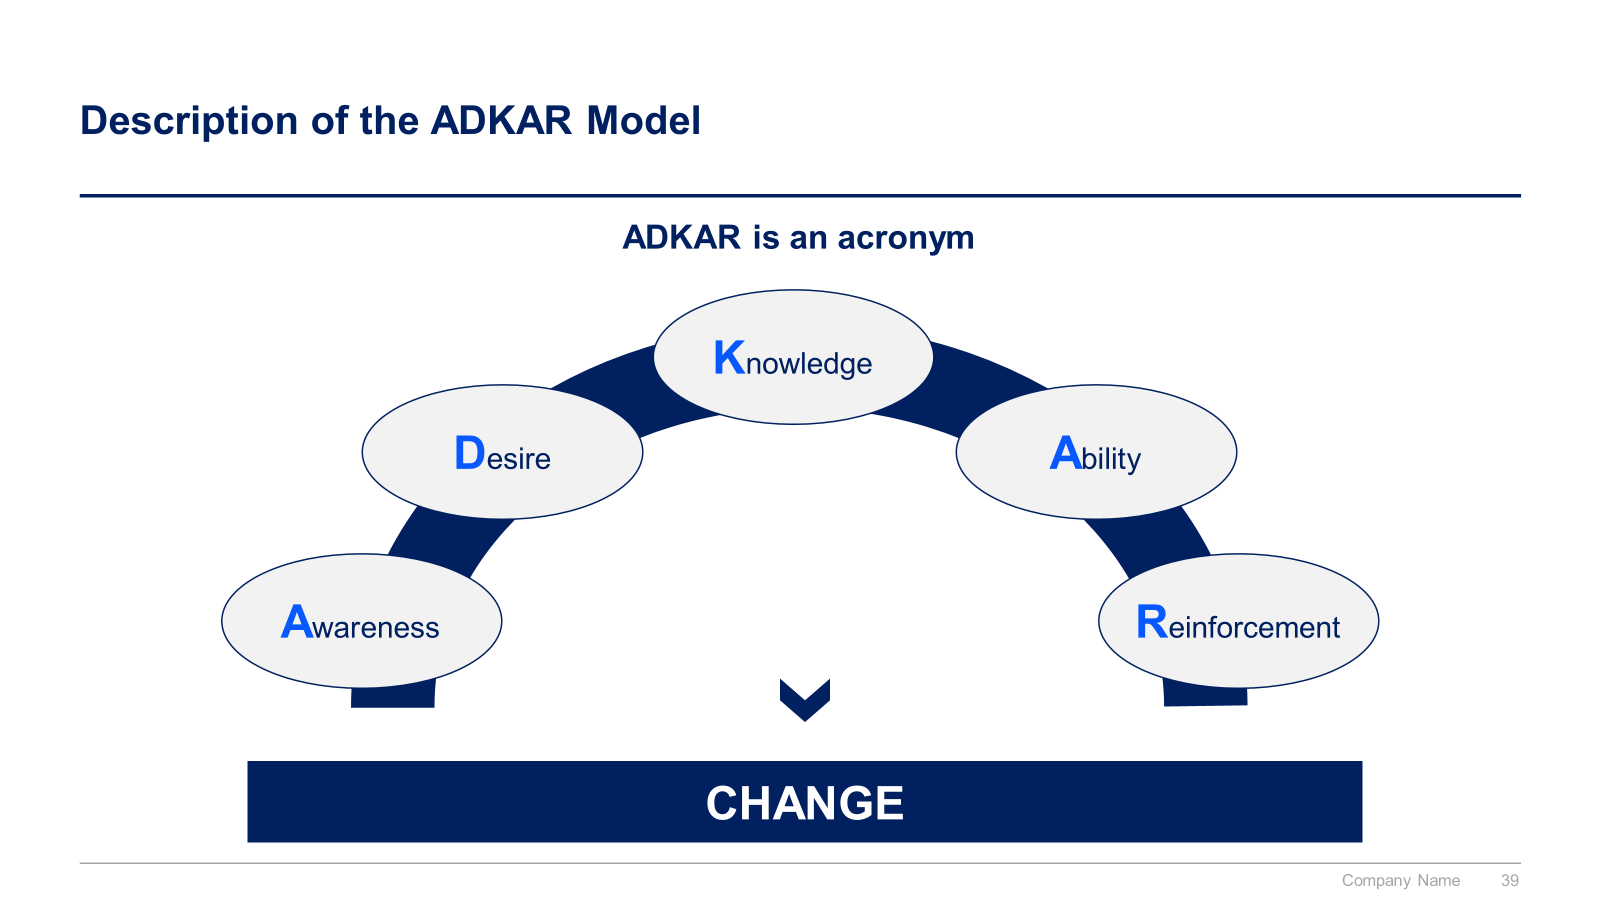 Description of the ADKAR Model
ADKAR is an acronym
Awareness
Desire
Knowledge
Ability
Reinforcement
CHANGE
Company Name 39